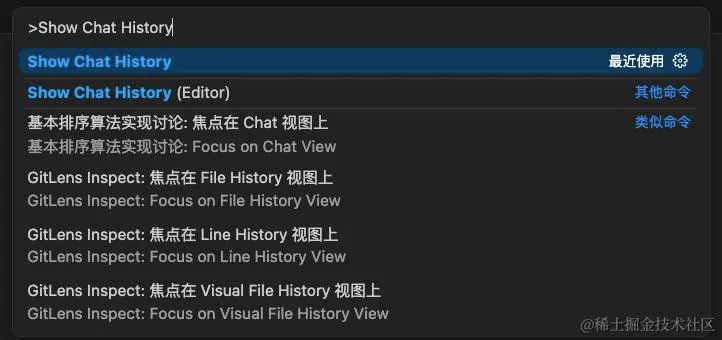 >Show Chat History
Show Chat History 最近使用
Show Chat History (Editor) 其他命令
基本排序算法实现讨论: 焦点在 Chat 视图上 类似命令
基本排序算法实现讨论: Focus on Chat View
GitLens Inspect: 焦点在 File History 视图上
GitLens Inspect: Focus on File History View
GitLens Inspect: 焦点在 Line History 视图上
GitLens Inspect: Focus on Line History View
GitLens Inspect: 焦点在 Visual File History 视图上
GitLens Inspect: Focus on Visual File History View
@稀土掘金技术社区